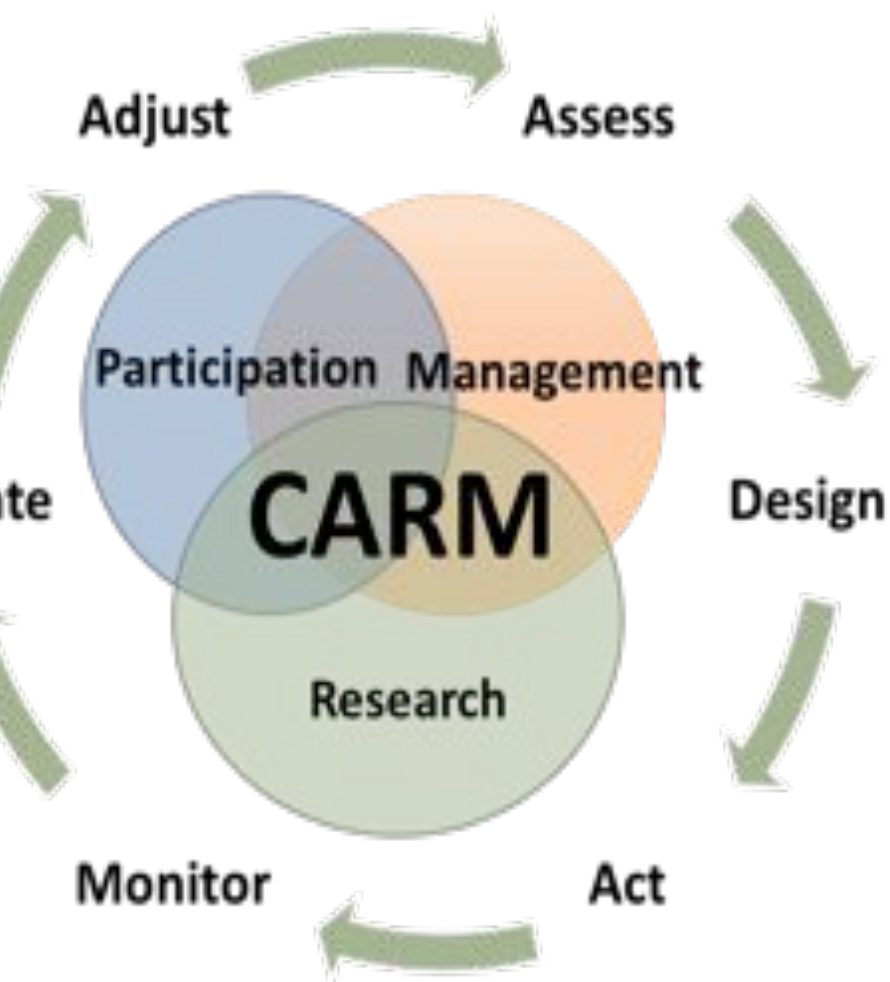 Adjust Assess
Participation Management
CARM
Design
Research
Monitor Act